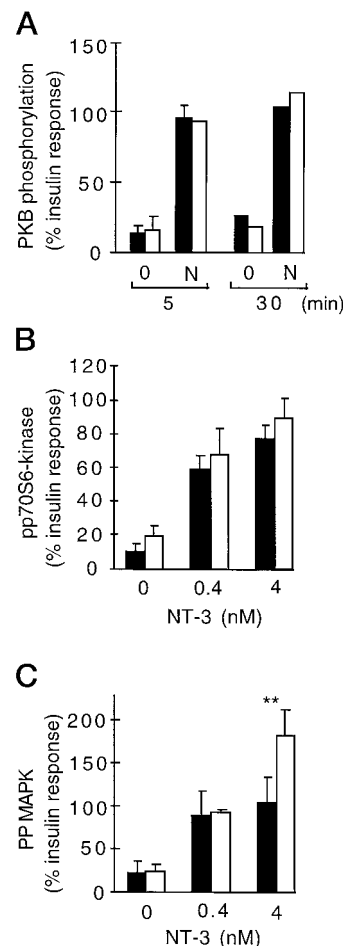 A
PKB phosphorylation
(% insulin response)
150
100
50
0
0 N 0 N
5 30 (min)
B
pp70S6-kinase
(% insulin response)
120
100
80
60
40
20
0
0 0.4 4
NT-3 (nM)
C
PP MAPK
(% insulin response)
200
150
100
50
0
**
0 0.4 4
NT-3 (nM)